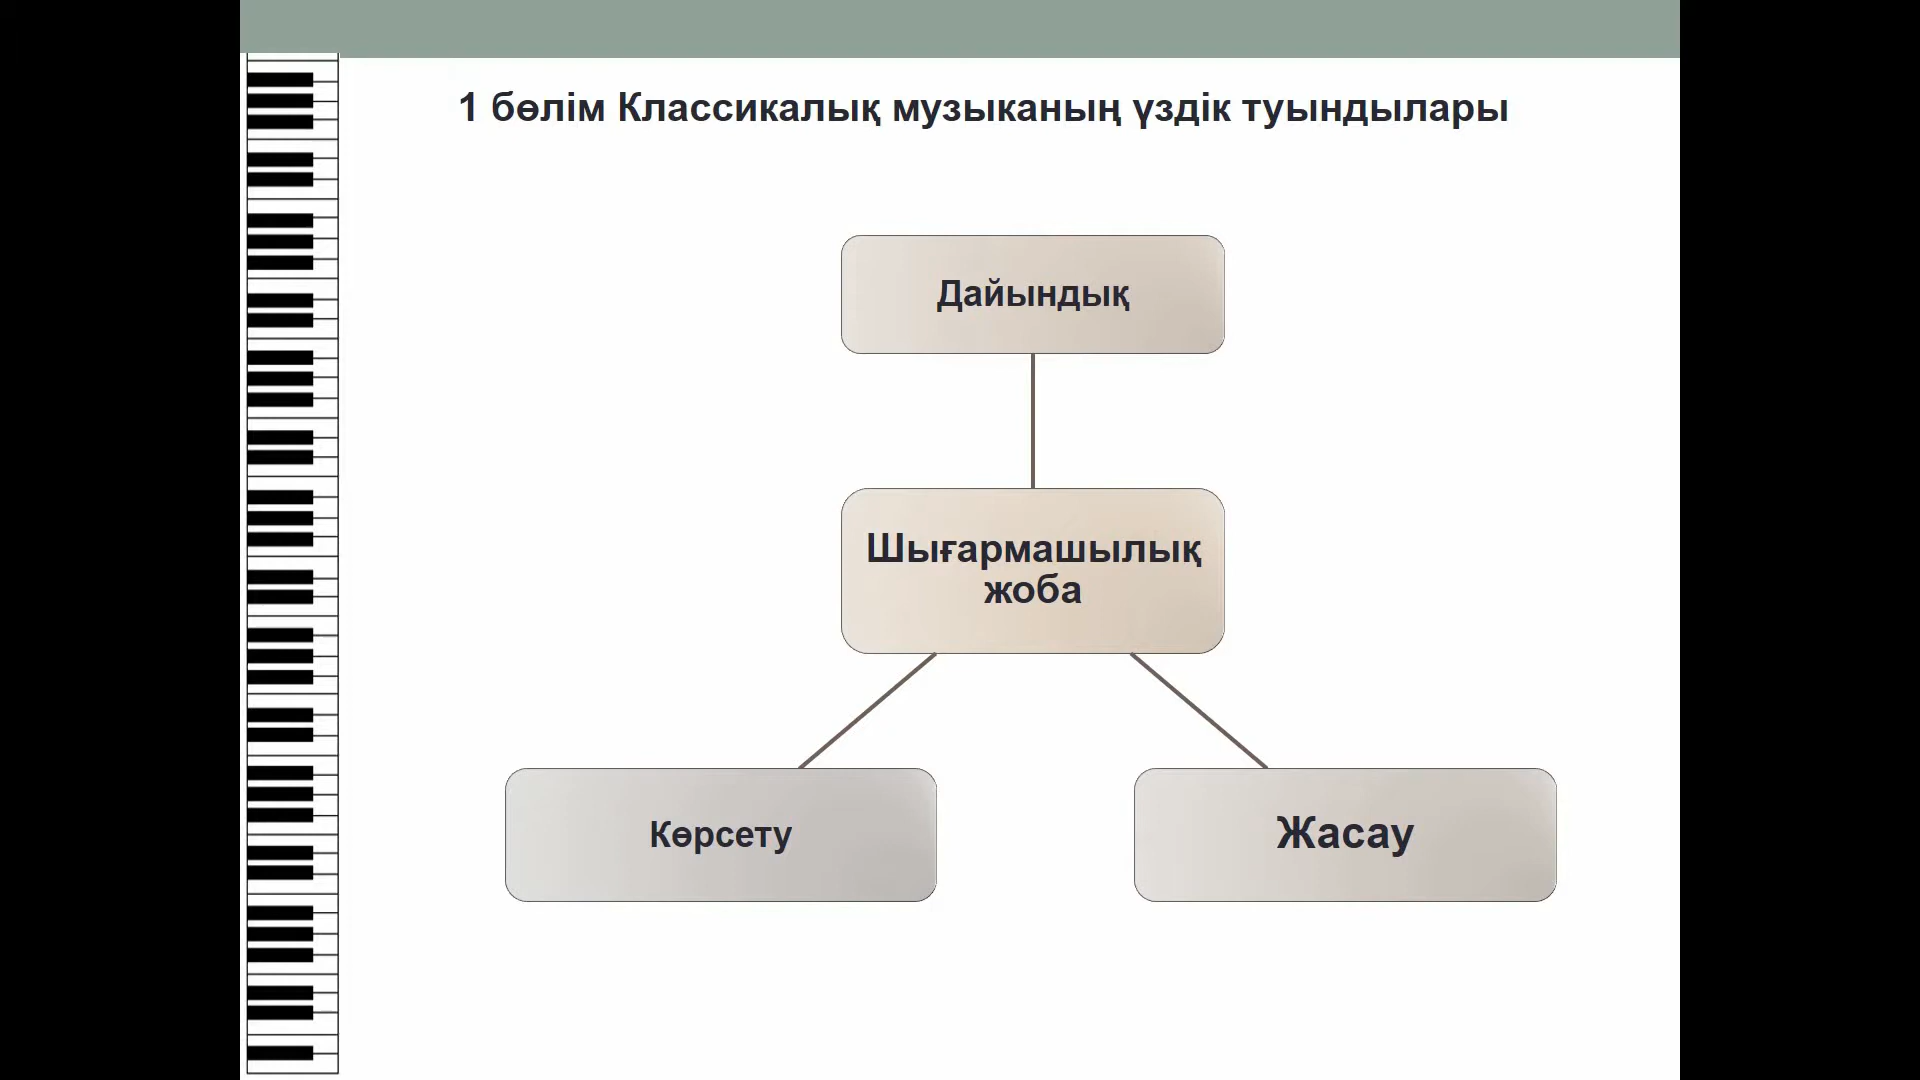 1 бөлім Классикалық музыканың үздік туындылары
Дайындық
Шығармашылық
жоба
Көрсету
Жасау